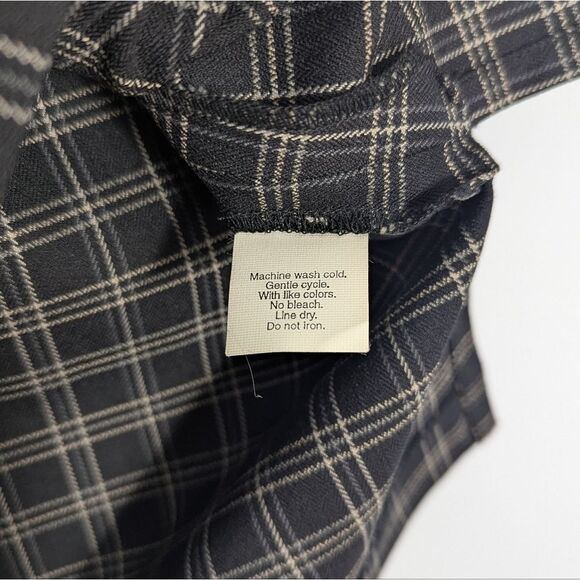 Machine wash cold.
Gentle cycle.
With like colors.
No bleach.
Line dry.
Do not iron.